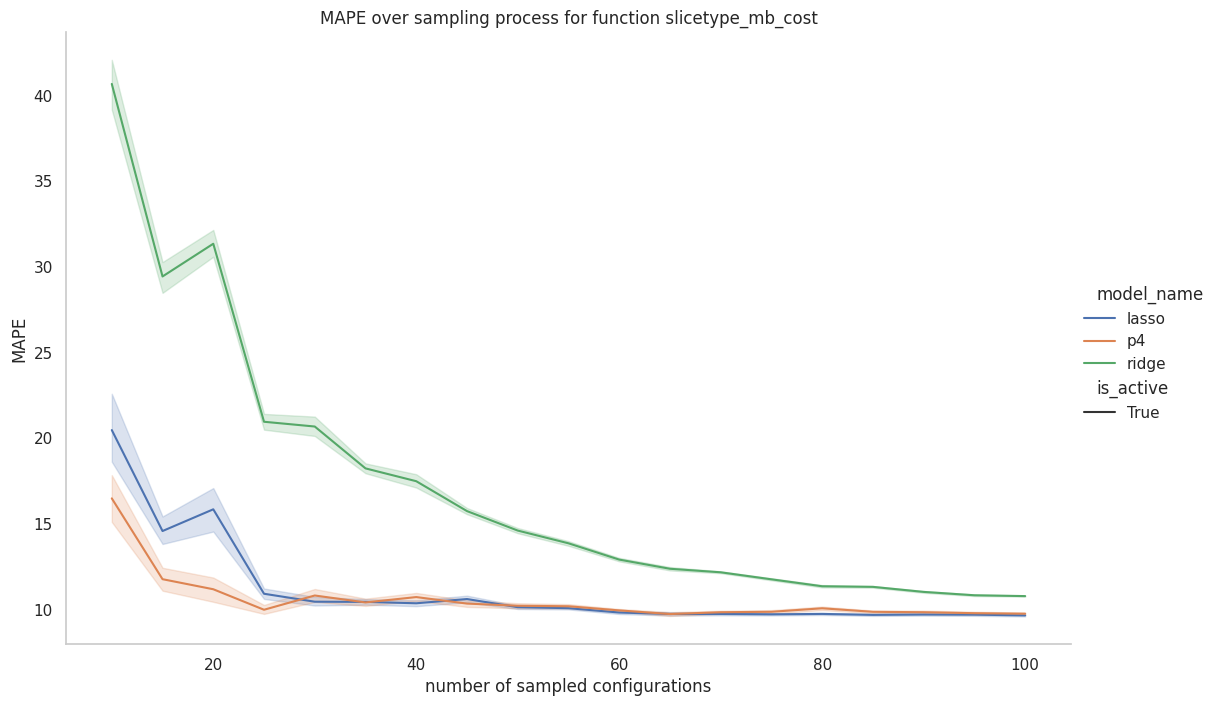 MAPE over sampling process for function slicetype_mb_cost
40
35
30
25
20
15
10
MAPE
20
40
60
80
100
number of sampled configurations
model_name
lasso
p4
ridge
is_active
True